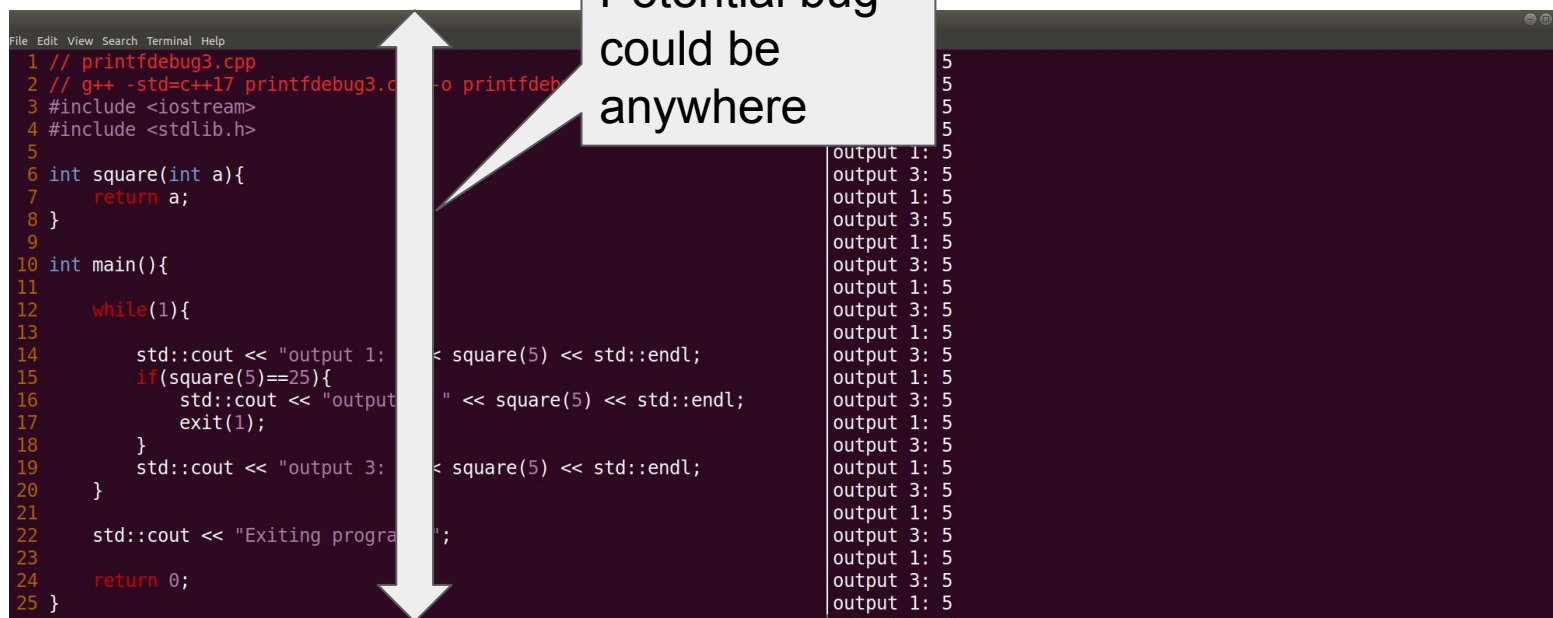 Potential bug
could be
anywhere
File Edit View Search Terminal Help
1 // printfdebug3.cpp
2 // g++ -std=c++17 -o
3 #include <iostream>
4 #include <stdlib.h>
5
6 int square(int a){
7 return a;
8 }
9
10 int main(){
11
12 while(1){
13
14 std::cout << "output 1: < square(5) << std::endl;
15 if(square(5)==25){
16 std::cout << "output " << square(5) << std::endl;
17 exit(1);
18 }
19 std::cout << "output 3: < square(5) << std::endl;
20 }
21
22 std::cout << "Exiting ";
23
24 return 0;
25 }
5
5
5
5
output 1: 5
output 3: 5
output 1: 5
output 3: 5
output 1: 5
output 3: 5
output 1: 5
output 3: 5
output 1: 5
output 3: 5
output 1: 5
output 3: 5
output 1: 5
output 3: 5
output 1: 5
output 3: 5
output 1: 5
output 3: 5
output 1: 5
output 3: 5
output 1: 5